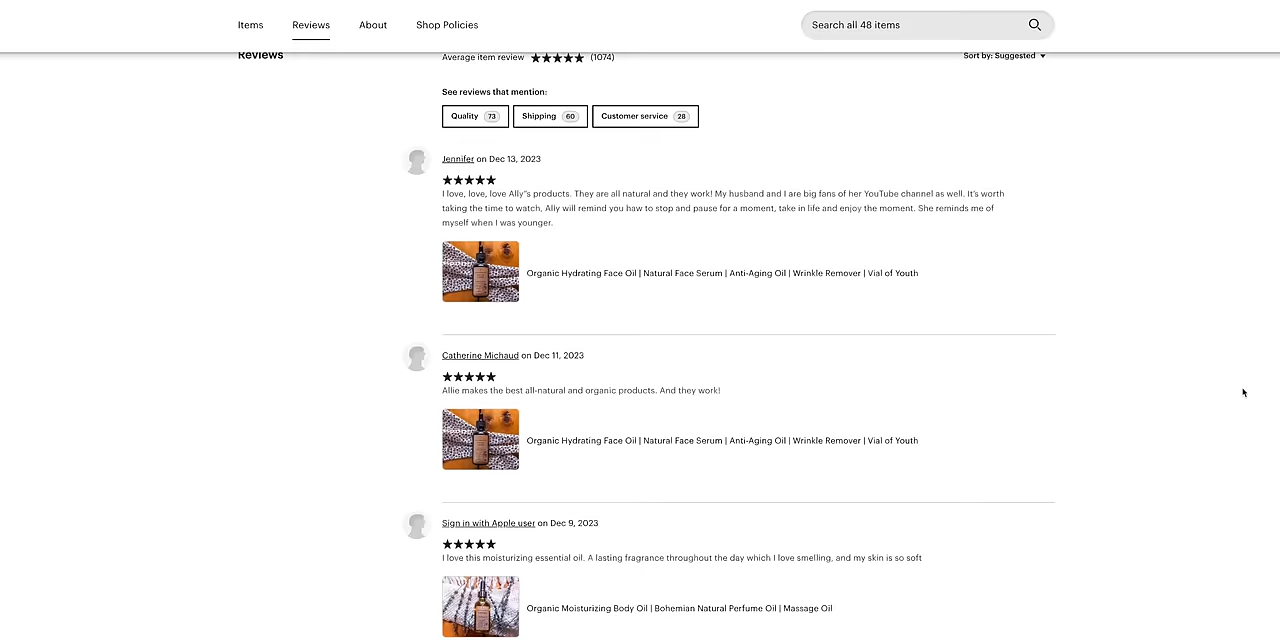 Items Reviews About Shop Policies Search all 48 items
Reviews Average item review ★★★★★ (1074) Sort by: Suggested
See reviews that mention:
Quality 73 Shipping 60 Customer service 28
Jennifer on Dec 13, 2023
★★★★★
I love, love, love Ally"s products. They are all natural and they work! My husband and I are big fans of her YouTube channel as well. It's worth
taking the time to watch, Ally will remind you haw to stop and pause for a moment, take in life and enjoy the moment. She reminds me of
myself when I was younger.
Organic Hydrating Face Oil | Natural Face Serum | Anti-Aging Oil | Wrinkle Remover | Vial of Youth
Catherine Michaud on Dec 11, 2023
★★★★★
Allie makes the best all-natural and organic products. And they work!
Organic Hydrating Face Oil | Natural Face Serum | Anti-Aging Oil | Wrinkle Remover | Vial of Youth
Sign in with Apple user on Dec 9, 2023
★★★★★
I love this moisturizing essential oil. A lasting fragrance throughout the day which I love smelling, and my skin is so soft
Organic Moisturizing Body Oil | Bohemian Natural Perfume Oil | Massage Oil